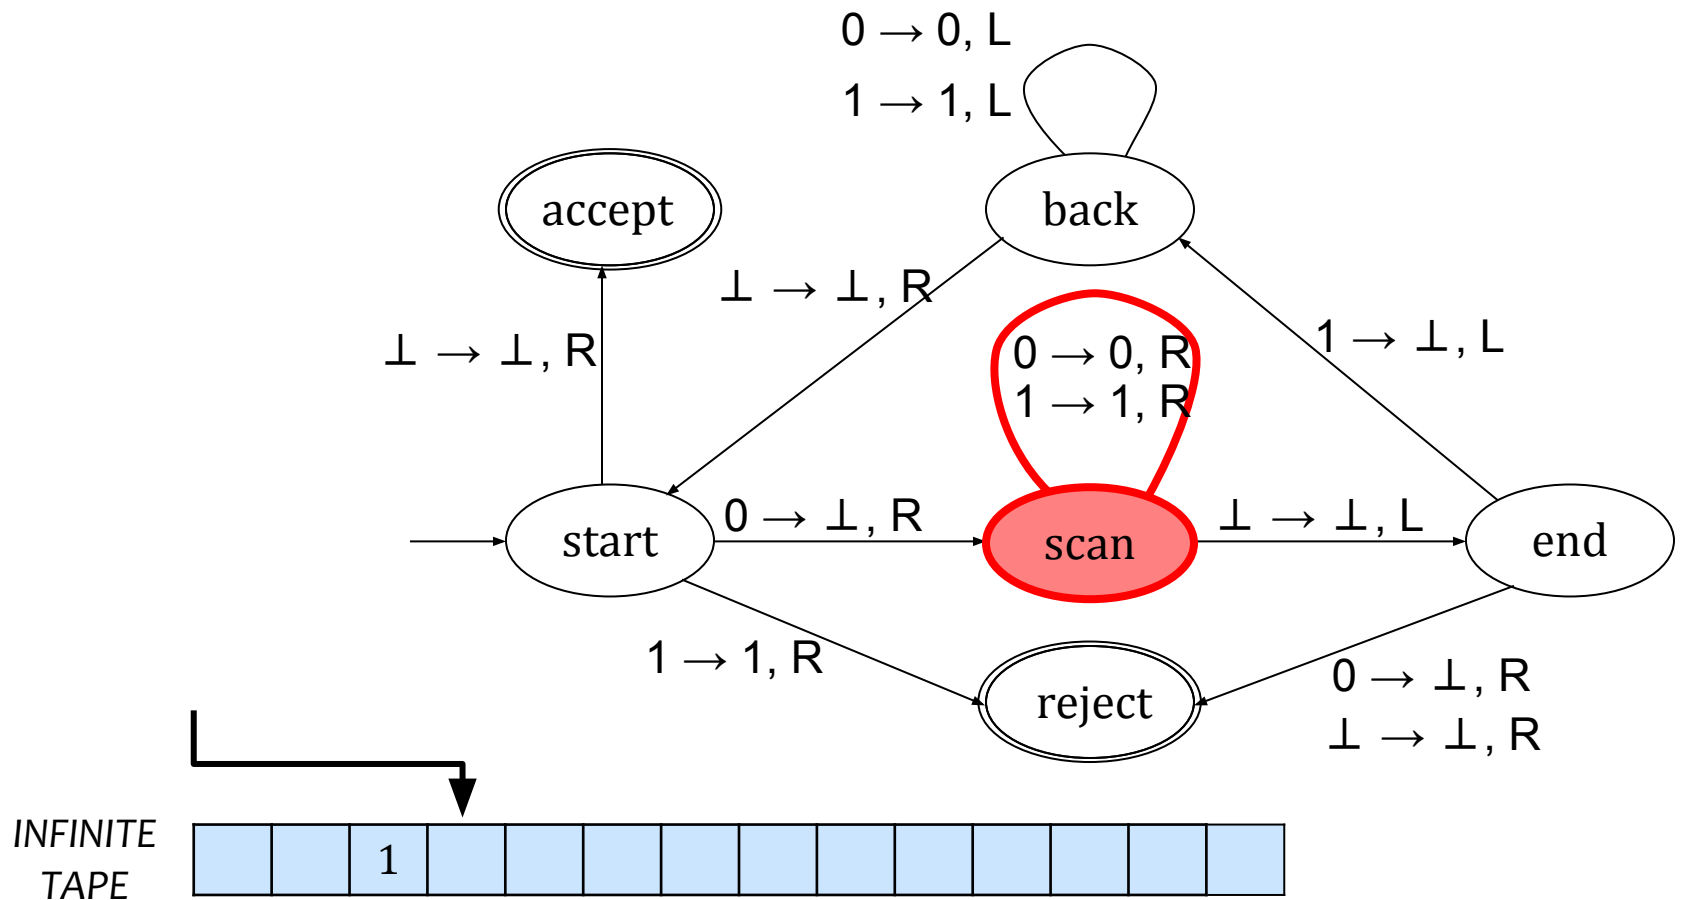 0 → 0, L
1 → 1, L
accept
back
⊥ → ⊥, R
⊥ → ⊥, R
1 → ⊥, L
0 → 0, R
1 → 1, R
start
0 → ⊥, R
scan
⊥ → ⊥, L
end
1 → 1, R
reject
0 → ⊥, R
⊥ → ⊥, R
INFINITE
TAPE
1